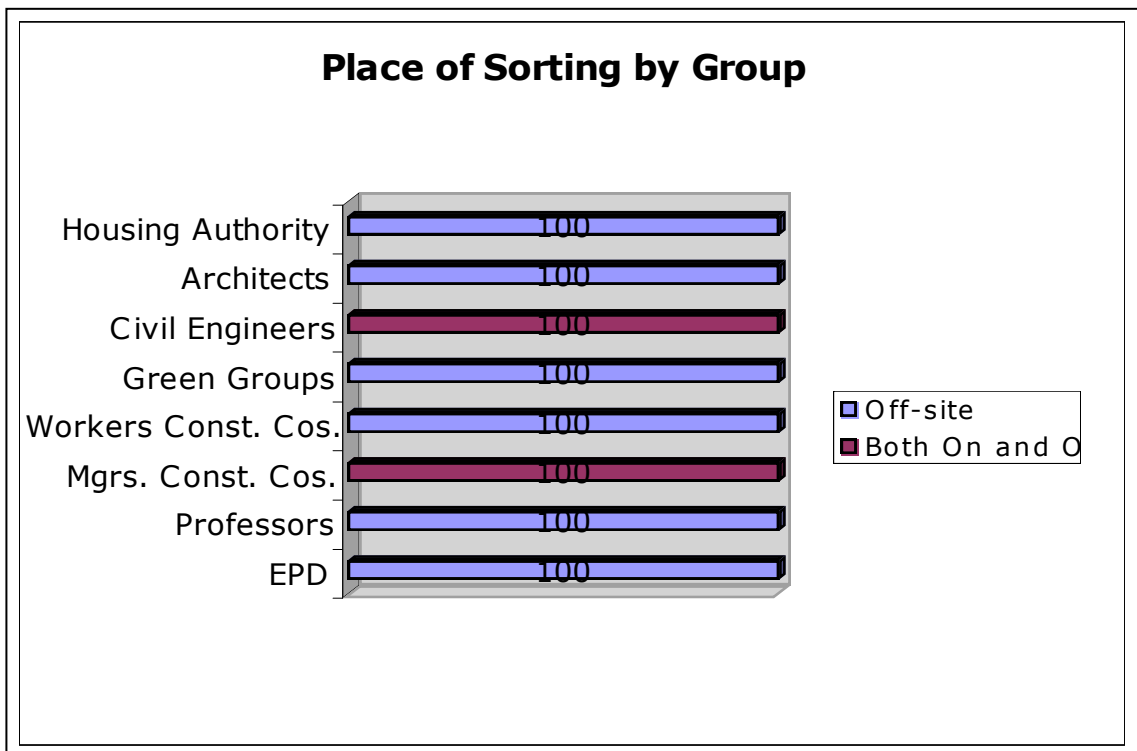 Place of Sorting by Group
Housing Authority 100
Architects 100
Civil Engineers 100
Green Groups 100
Workers Const. Cos. 100
Mgrs. Const. Cos. 100
Professors 100
EPD 100
Off-site
Both On and O